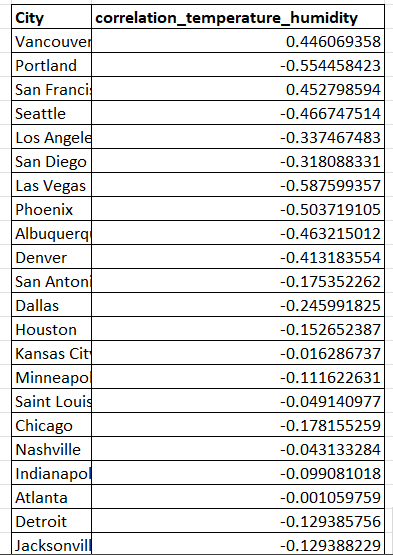 City correlation_temperature_humidity
Vancouver 0.446069358
Portland -0.554458423
San Francis 0.452798594
Seattle -0.466747514
Los Angele -0.337467483
San Diego -0.318088331
Las Vegas -0.587599357
Phoenix -0.503719105
Albuquerqu -0.463215012
Denver -0.413183554
San Antoni -0.175352262
Dallas -0.245991825
Houston -0.152652387
Kansas City -0.016286737
Minneapol -0.111622631
Saint Louis -0.049140977
Chicago -0.178155259
Nashville -0.043133284
Indianapol -0.099081018
Atlanta -0.001059759
Detroit -0.129385756
Jacksonvill -0.129388229